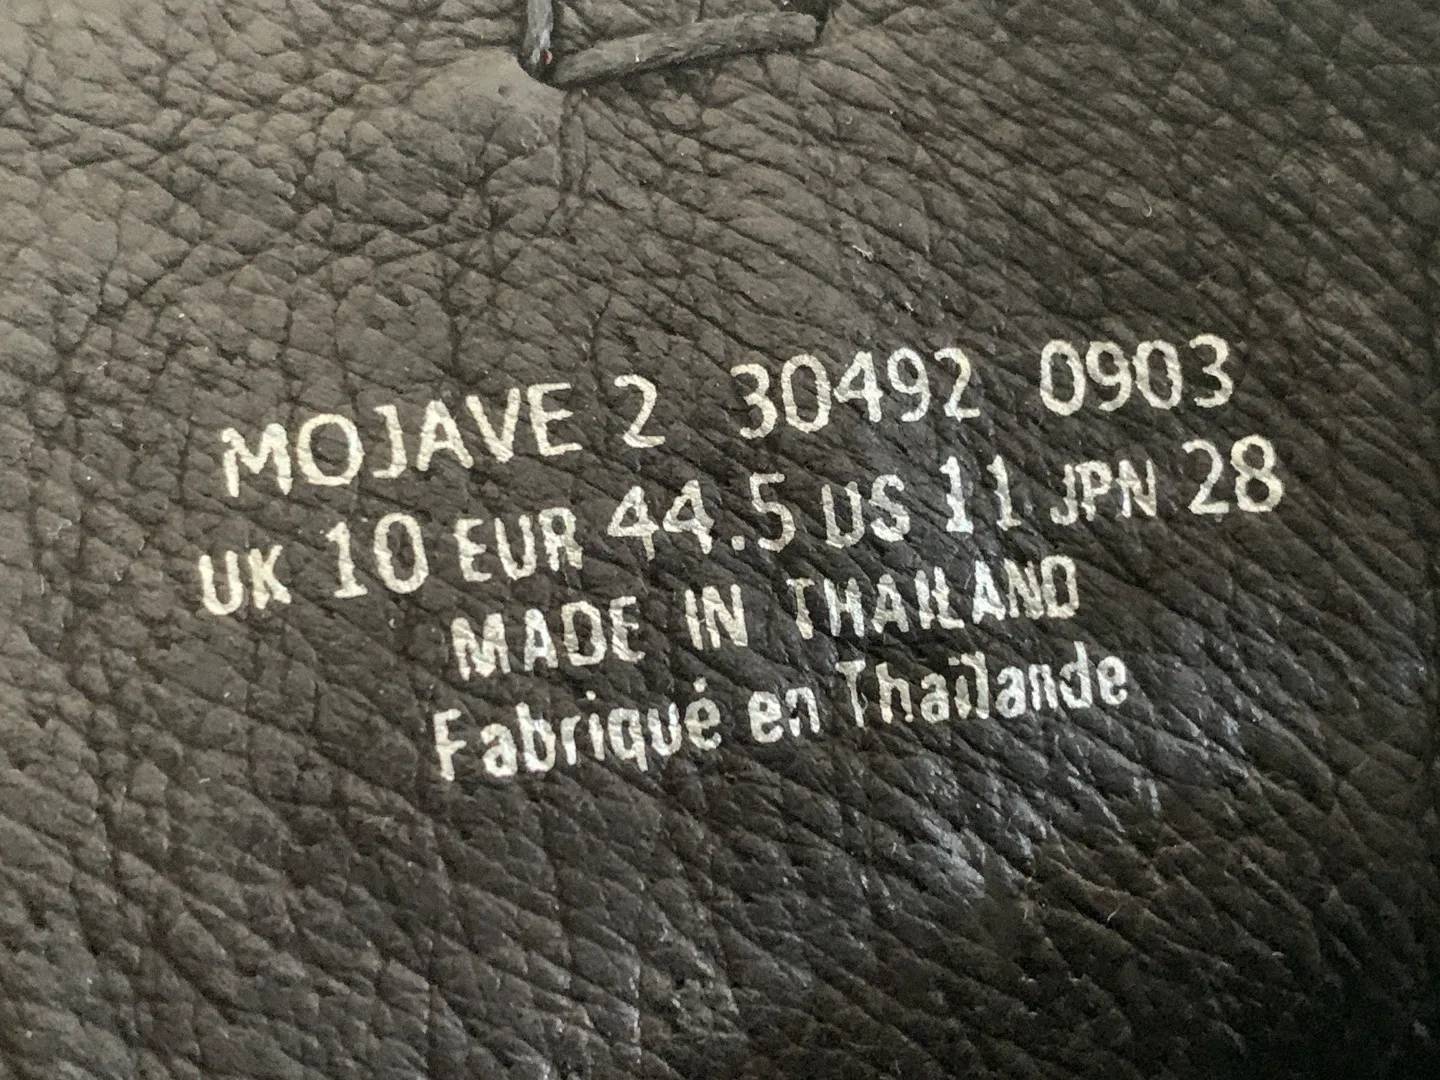 MOJAVE 2 30492 0903
UK 10 EUR 44.5 US 11 JPN 28
MADE IN THAILAND
Fabriqué en Thaïlande